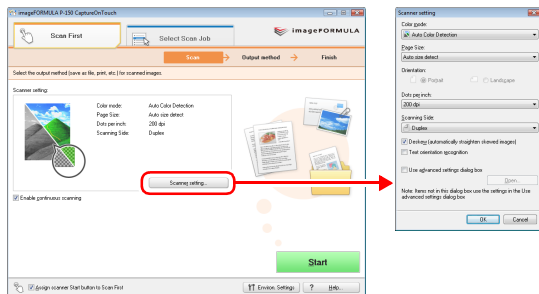 imageFORMULA P-150 CaptureOnTouch
Scan First
Select Scan Job
imageFORMULA
Scan
Output method
Finish
Select the output method (save as file, print, etc.) for scanned images.
Scanner setting:
Color mode: Auto Color Detection
Page Size: Auto size detect
Dots per inch: 200 dpi
Scanning Side: Duplex
Scanner setting...
Enable continuous scanning
Start
Assign scanner Start button to Scan First
Environ. Settings
? Help...
Scanner setting
Color mode:
Auto Color Detection
Page Size:
Auto size detect
Orientation:
Portrait
Landscape
Dots per inch:
200 dpi
Scanning Side:
Duplex
Deskew (automatically straighten skewed images)
Text orientation recognition
Use advanced settings dialog box
Open...
Note: Items not in this dialog box use the settings in the Use
advanced settings dialog box
OK
Cancel